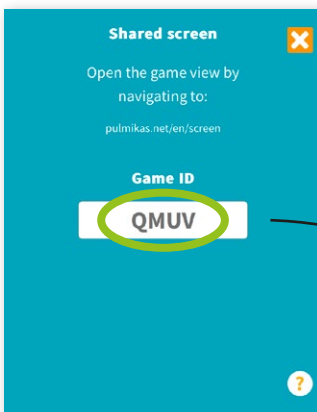 Shared screen
Open the game view by
navigating to:
pulmikas.net/en/screen
Game ID
QMUV
?